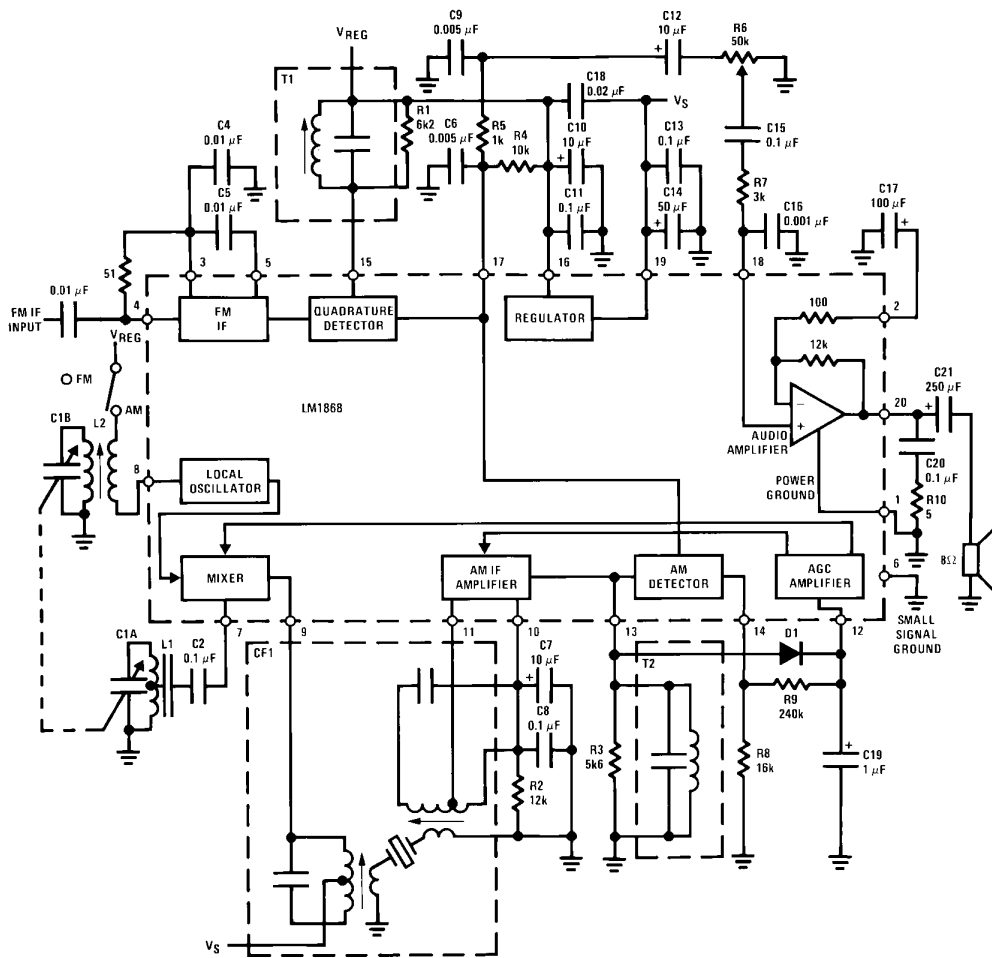 C9
0.005 μF
C12
10 μF
R6
50k
VREG
+
T1
C18
0.02 μF
VS
R1
6k2
C4
0.01 μF
C6
0.005 μF
R5
1k
R4
10k
C10
10 μF
+
C13
0.1 μF
C15
0.1 μF
C5
0.01 μF
C11
0.1 μF
C14
50 μF
+
R7
3k
C16
0.001 μF
C17
100 μF
+
51
3
5
15
17
16
19
18
0.01 μF
4
FM IF
INPUT
FM
IF
QUADRATURE
DETECTOR
REGULATOR
100
2
12k
VREG
FM
AM
LM1868
C1B
L2
8
LOCAL
OSCILLATOR
−
+
AUDIO
AMPLIFIER
20
C21
250 μF
+
C20
0.1 μF
POWER
GROUND
1
R10
5
8Ω
MIXER
AM IF
AMPLIFIER
AM
DETECTOR
AGC
AMPLIFIER
6
SMALL
SIGNAL
GROUND
7
9
11
10
13
14
12
C1A
L1
C2
0.1 μF
CF1
C7
10 μF
+
C8
0.1 μF
D1
T2
R9
240k
R3
5k6
R8
16k
+
C19
1 μF
R2
12k
VS